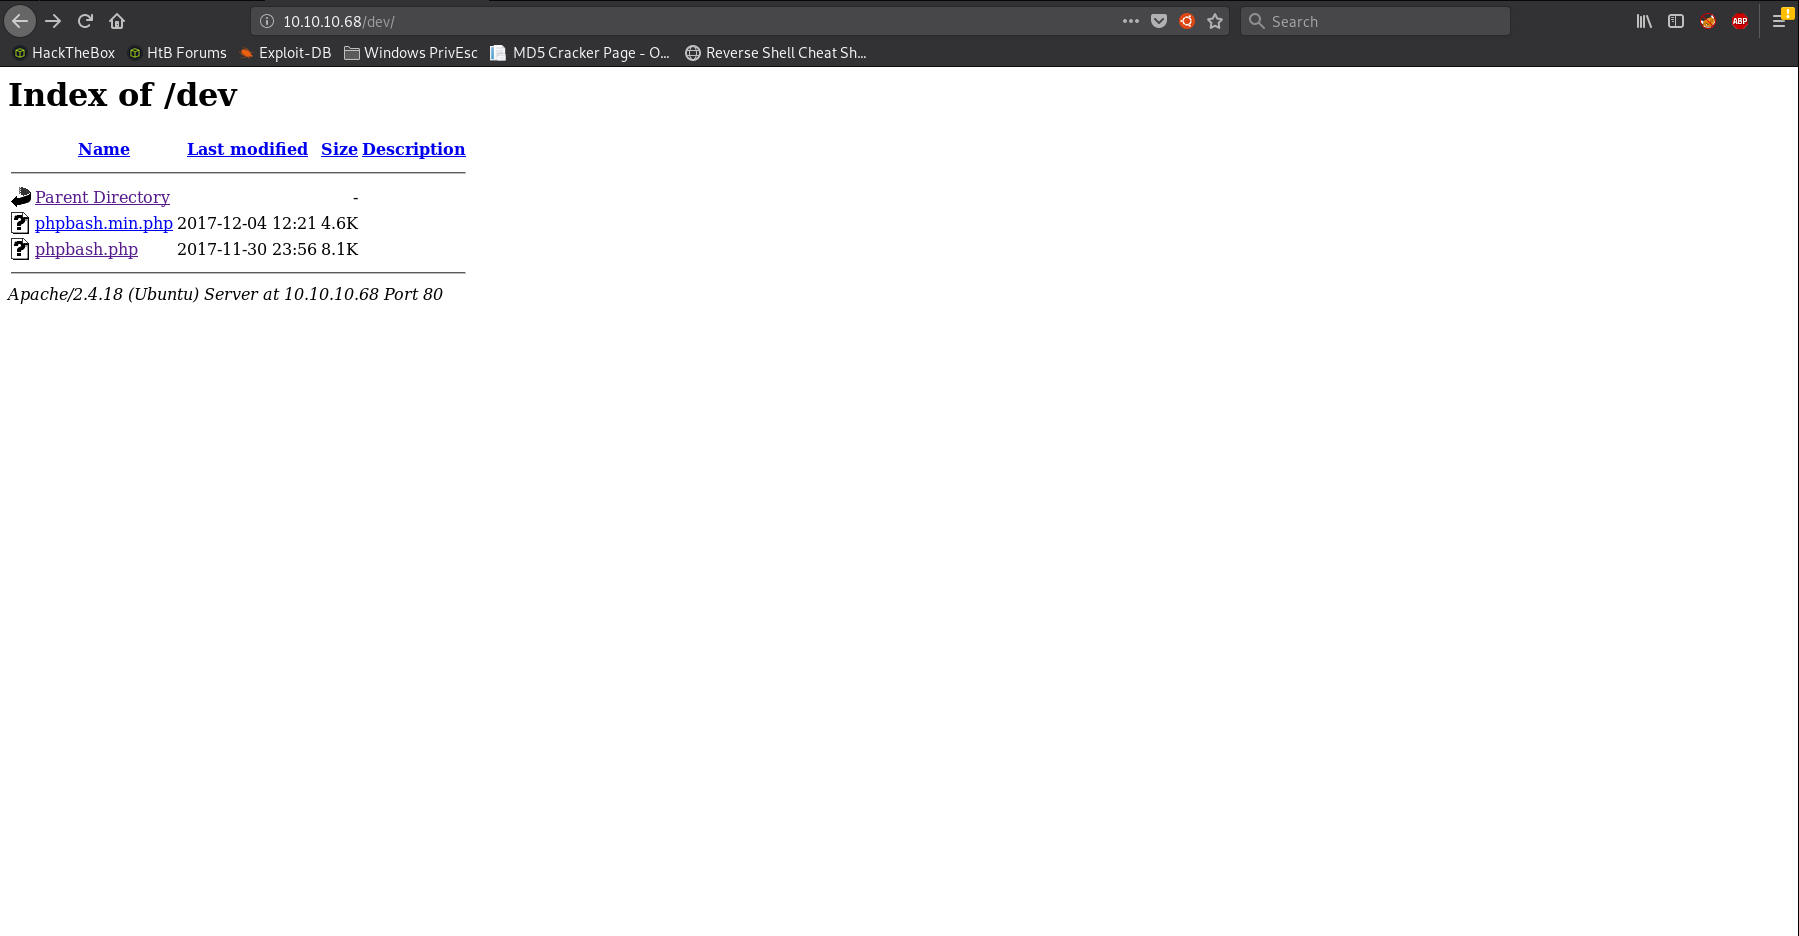 10.10.10.68/dev/
Search
ABP
HackTheBox HtB Forums Exploit-DB Windows PrivEsc MD5 Cracker Page - O... Reverse Shell Cheat Sh...
Index of /dev
Name Last modified Size Description
Parent Directory -
phpbash.min.php 2017-12-04 12:21 4.6K
phpbash.php 2017-11-30 23:56 8.1K
Apache/2.4.18 (Ubuntu) Server at 10.10.10.68 Port 80